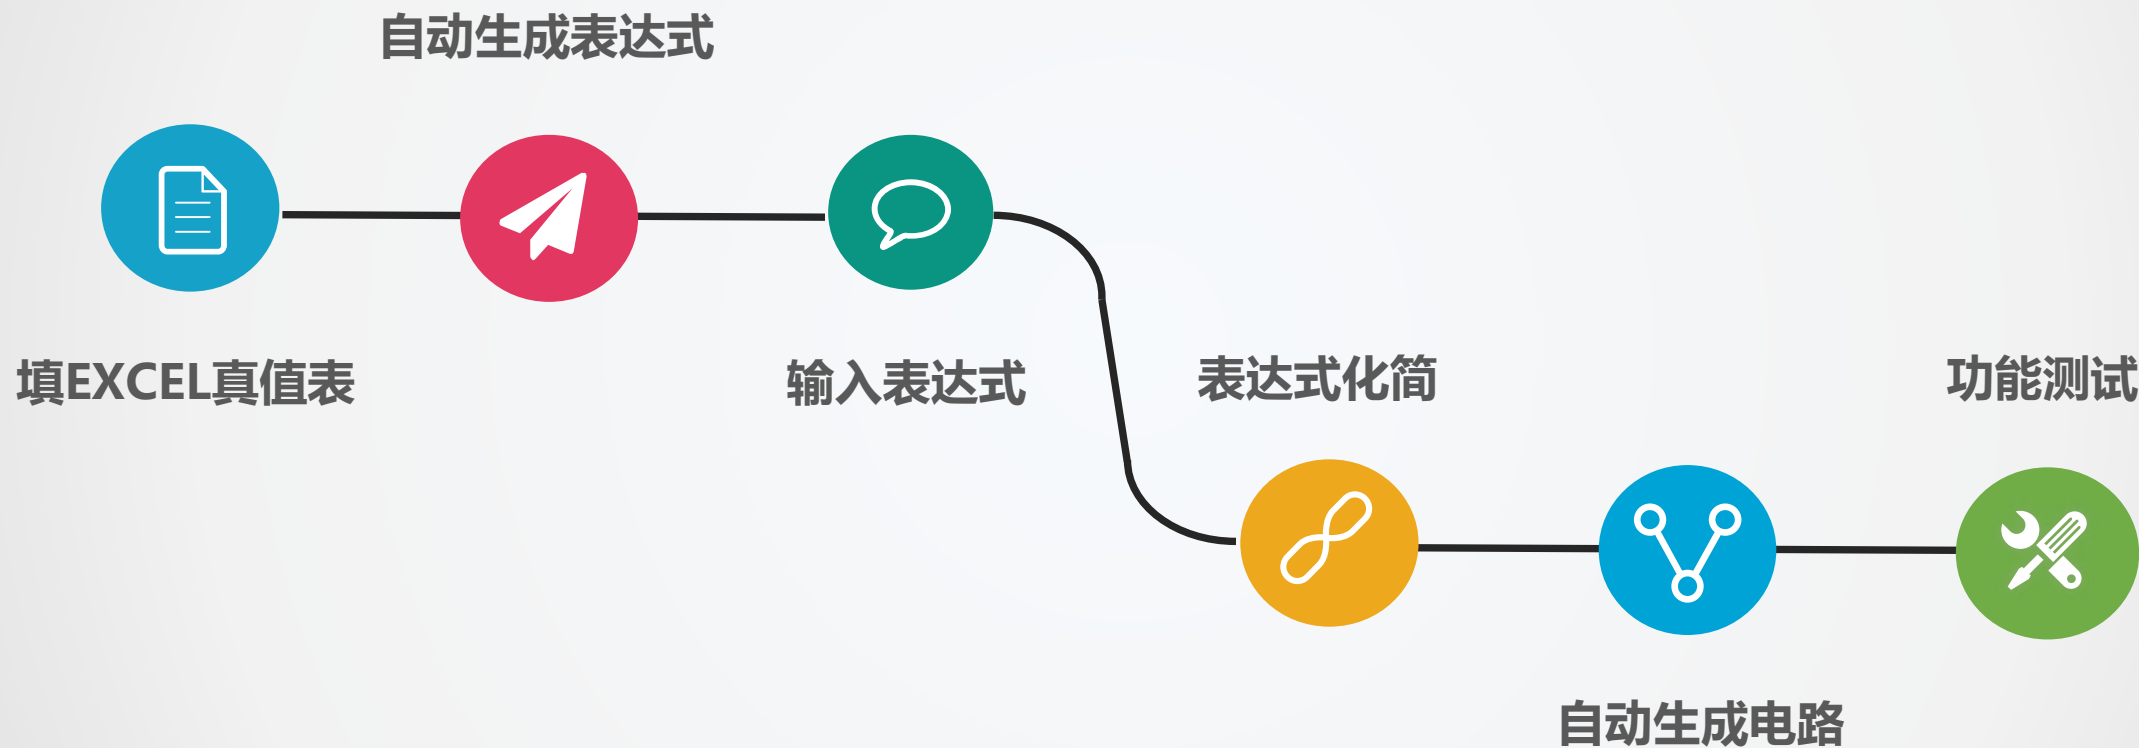 自动生成表达式
填EXCEL真值表
输入表达式
表达式化简
功能测试
自动生成电路